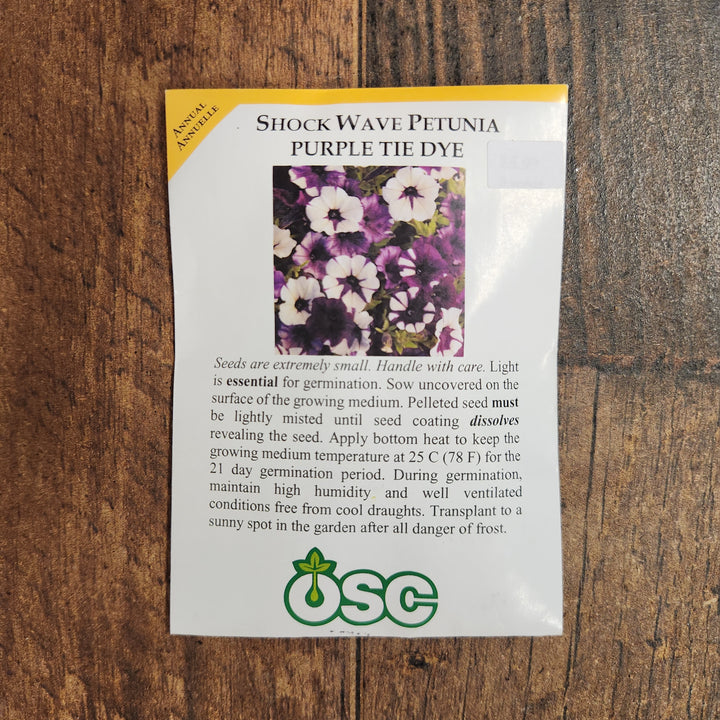 ANNUAL
ANNUELLE
SHOCK WAVE PETUNIA
PURPLE TIE DYE
Seeds are extremely small. Handle with care. Light
is essential for germination. Sow uncovered on the
surface of the growing medium. Pelleted seed must
be lightly misted until seed coating dissolves
revealing the seed. Apply bottom heat to keep the
growing medium temperature at 25 C (78 F) for the
21 day germination period. During germination,
maintain high humidity and well ventilated
conditions free from cool draughts. Transplant to a
sunny spot in the garden after all danger of frost.
OSC